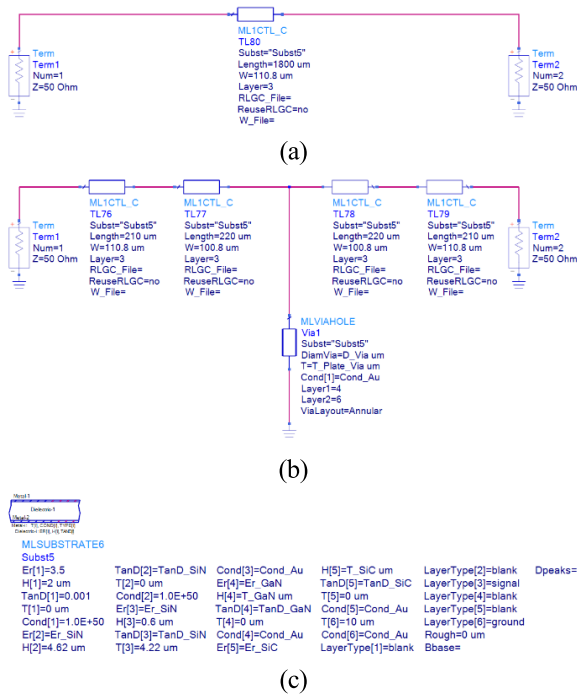 ML1CTL_C
TL80
Subst="Subst5"
Length=1800 um
W=110.8 um
Layer=3
RLGC_File=
ReuseRLGC=no
W_File=
Term
Term1
Num=1
Z=50 Ohm
Term
Term2
Num=2
Z=50 Ohm
(a)
ML1CTL_C
TL76
Subst="Subst5"
Length=210 um
W=110.8 um
Layer=3
RLGC_File=
ReuseRLGC=no
W_File=
ML1CTL_C
TL77
Subst="Subst5"
Length=220 um
W=100.8 um
Layer=3
RLGC_File=
ReuseRLGC=no
W_File=
ML1CTL_C
TL78
Subst="Subst5"
Length=220 um
W=100.8 um
Layer=3
RLGC_File=
ReuseRLGC=no
W_File=
ML1CTL_C
TL79
Subst="Subst5"
Length=210 um
W=110.8 um
Layer=3
RLGC_File=
ReuseRLGC=no
W_File=
Term
Term1
Num=1
Z=50 Ohm
Term
Term2
Num=2
Z=50 Ohm
MLVIAHOLE
Via1
Subst="Subst5"
DiamVia=D_Via um
T=T_Plate_Via um
Cond[1]=Cond_Au
Layer1=4
Layer2=6
ViaLayout=Annular
(b)
Dielectric-1
MLSUBSTRATE6
Subst5
Er[1]=3.5
H[1]=2 um
TanD[1]=0.001
T[1]=0 um
Cond[1]=1.0E+50
Er[2]=Er_SiN
H[2]=4.62 um
TanD[2]=TanD_SiN
T[2]=0 um
Cond[2]=1.0E+50
Er[3]=Er_SiN
H[3]=0.6 um
TanD[3]=TanD_SiN
T[3]=4.22 um
Cond[3]=Cond_Au
Er[4]=Er_GaN
H[4]=T_GaN um
TanD[4]=TanD_GaN
T[4]=0 um
Cond[4]=Cond_Au
Er[5]=Er_SiC
H[5]=T_SiC um
TanD[5]=TanD_SiC
T[5]=0 um
Cond[5]=Cond_Au
T[6]=10 um
Cond[6]=Cond_Au
LayerType[1]=blank
LayerType[2]=blank
LayerType[3]=signal
LayerType[4]=blank
LayerType[5]=blank
LayerType[6]=ground
Rough=0 um
Bbase=
Dpeaks=
(c)